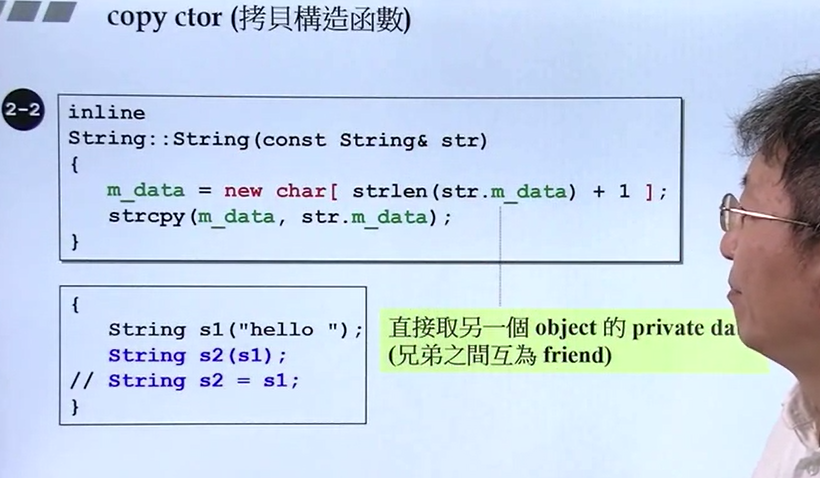 copy ctor (拷貝構造函數)
2-2
inline
String::String(const String& str)
{
m_data = new char[ strlen(str.m_data) + 1 ];
strcpy(m_data, str.m_data);
}
{
String s1("hello ");
String s2(s1);
// String s2 = s1;
}
直接取另一個 object 的 private
(兄弟之間互為 friend)